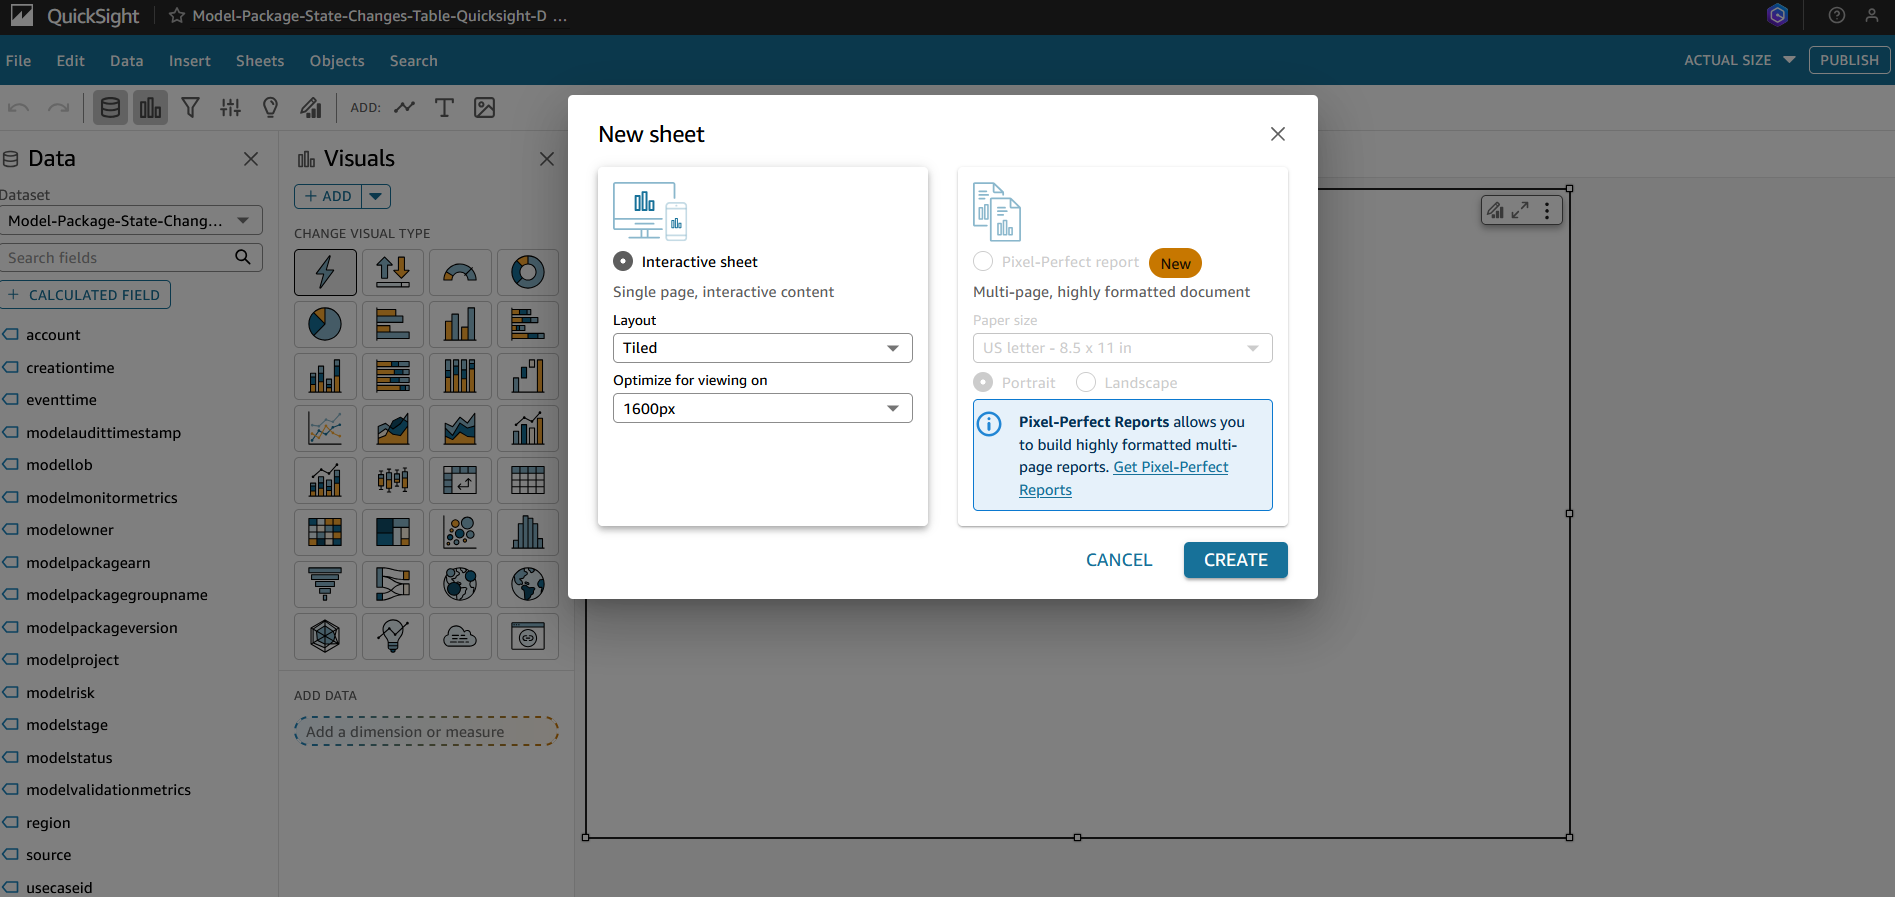 QuickSight
Model-Package-State-Changes-Table-Quicksight-D ...
File Edit Data Insert Sheets Objects Search
ACTUAL SIZE
PUBLISH
ADD:
Data
Dataset
Model-Package-State-Chang...
Search fields
+ CALCULATED FIELD
account
creationtime
eventtime
modelaudittimestamp
modellob
modelmonitormetrics
modelowner
modelpackagearn
modelpackagegroupname
modelpackageversion
modelproject
modelrisk
modelstage
modelstatus
modelvalidationmetrics
region
source
usecaseid
Visuals
+ ADD
CHANGE VISUAL TYPE
ADD DATA
Add a dimension or measure
New sheet
Interactive sheet
Single page, interactive content
Layout
Tiled
Optimize for viewing on
1600px
Pixel-Perfect report New
Multi-page, highly formatted document
Paper size
US letter - 8.5 x 11 in
Portrait Landscape
Pixel-Perfect Reports allows you
to build highly formatted multi-
page reports. Get Pixel-Perfect
Reports
CANCEL
CREATE